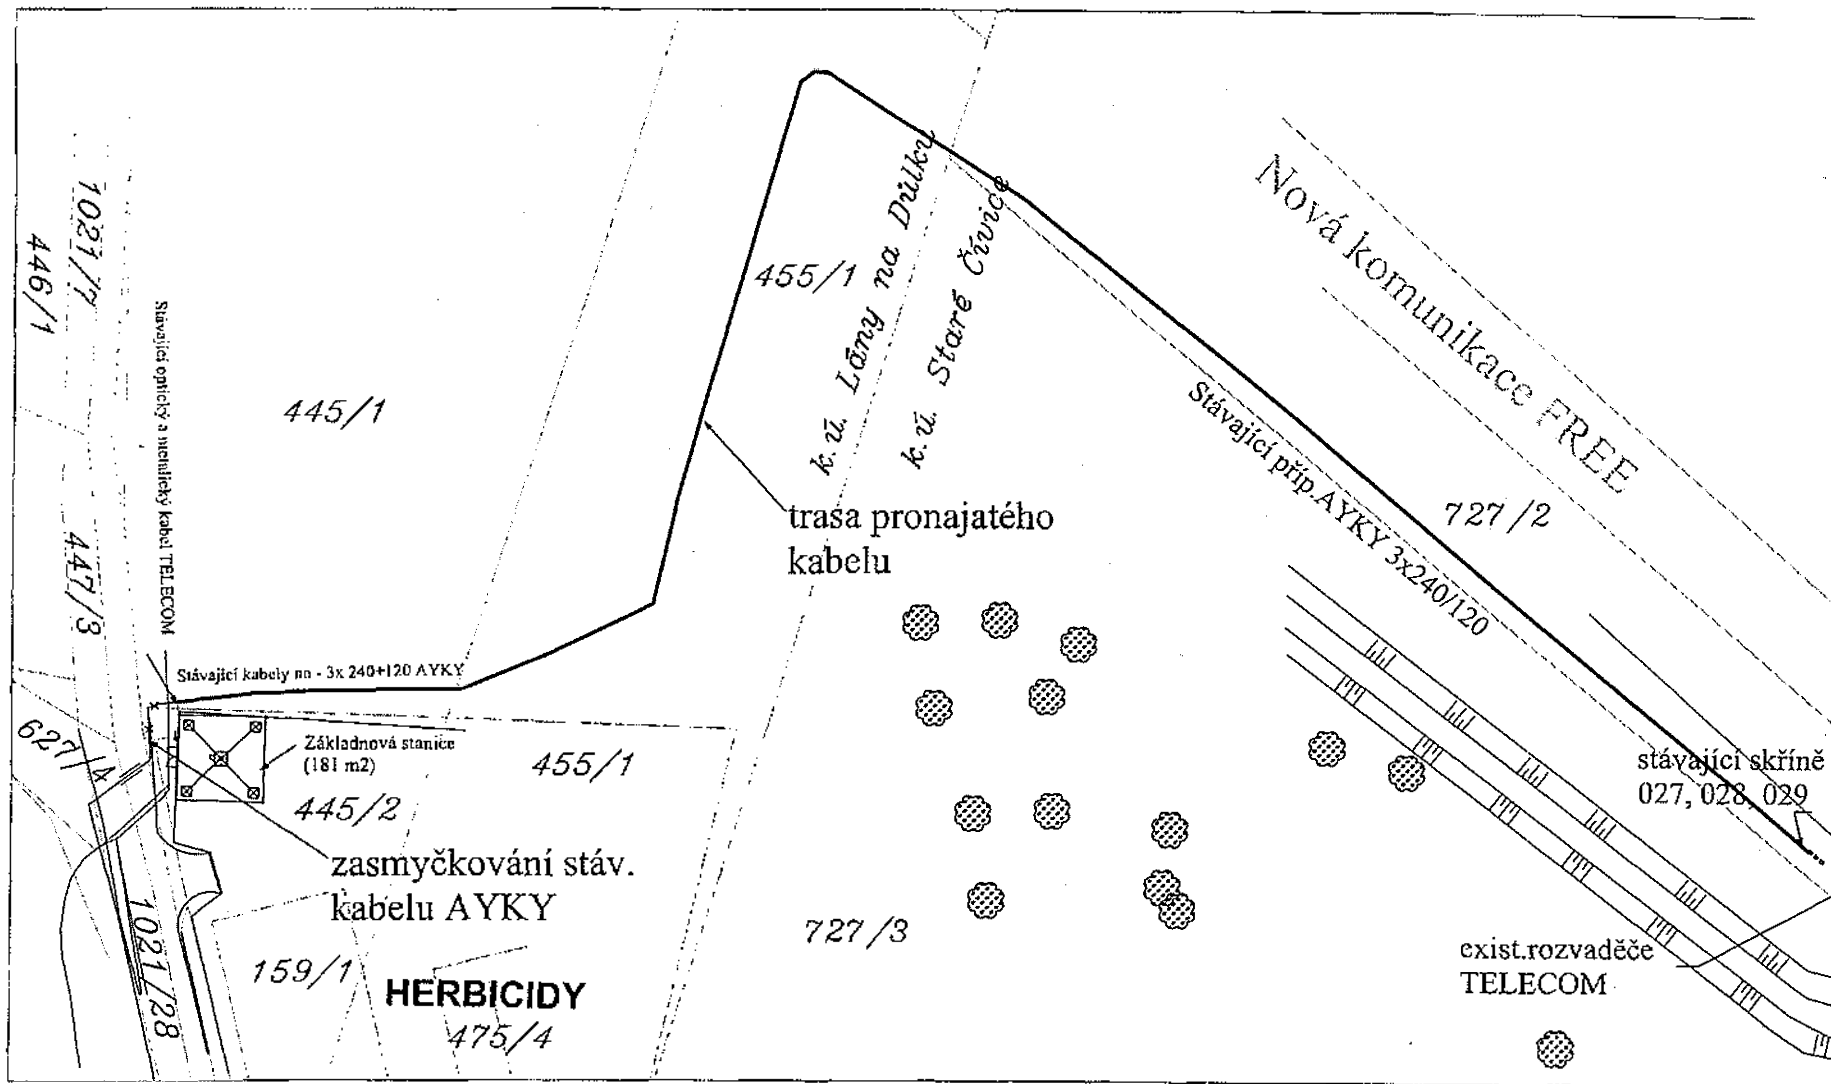 446/1
1021/7
447/3
627/4
1021/28
Stávající optický a metalický kabel TELECOM
445/1
Stávající kabely nn - 3x 240+120 AYKY
Základnová stanice
(181 m2)
445/2
455/1
zasmyčkování stáv.
kabelu AYKY
159/1
HERBICIDY
475/4
455/1
k.ú. Lány na Důlku
k.ú. Staré Čívice
trasa pronajatého
kabelu
727/3
Nová komunikace FREE
Stávající příp.AYKY 3x240/120
727/2
stávající skříně
027, 028, 029
exist.rozvaděče
TELECOM